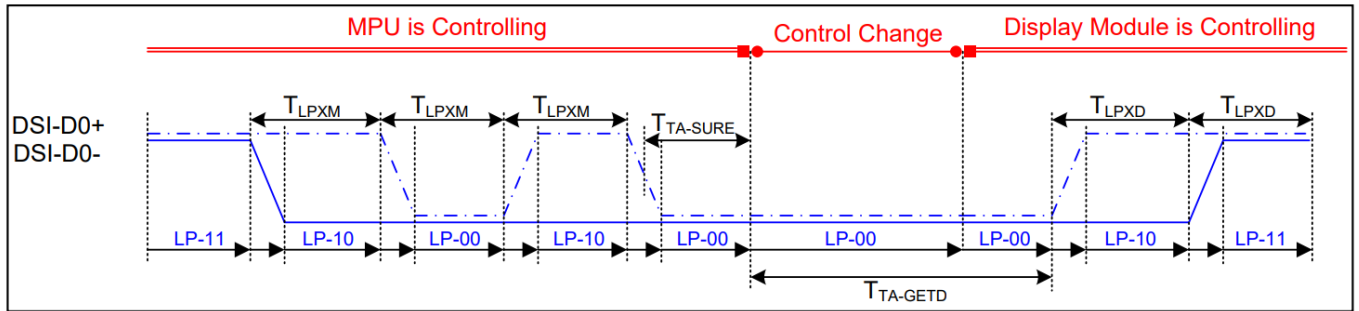 MPU is Controlling Control Change Display Module is Controlling
TLPXM TLPXM TLPXM TTA-SURE TLPXD TLPXD
DSI-D0+
DSI-D0-
LP-11 LP-10 LP-00 LP-10 LP-00 LP-00 LP-00 LP-10 LP-11
TTA-GETD